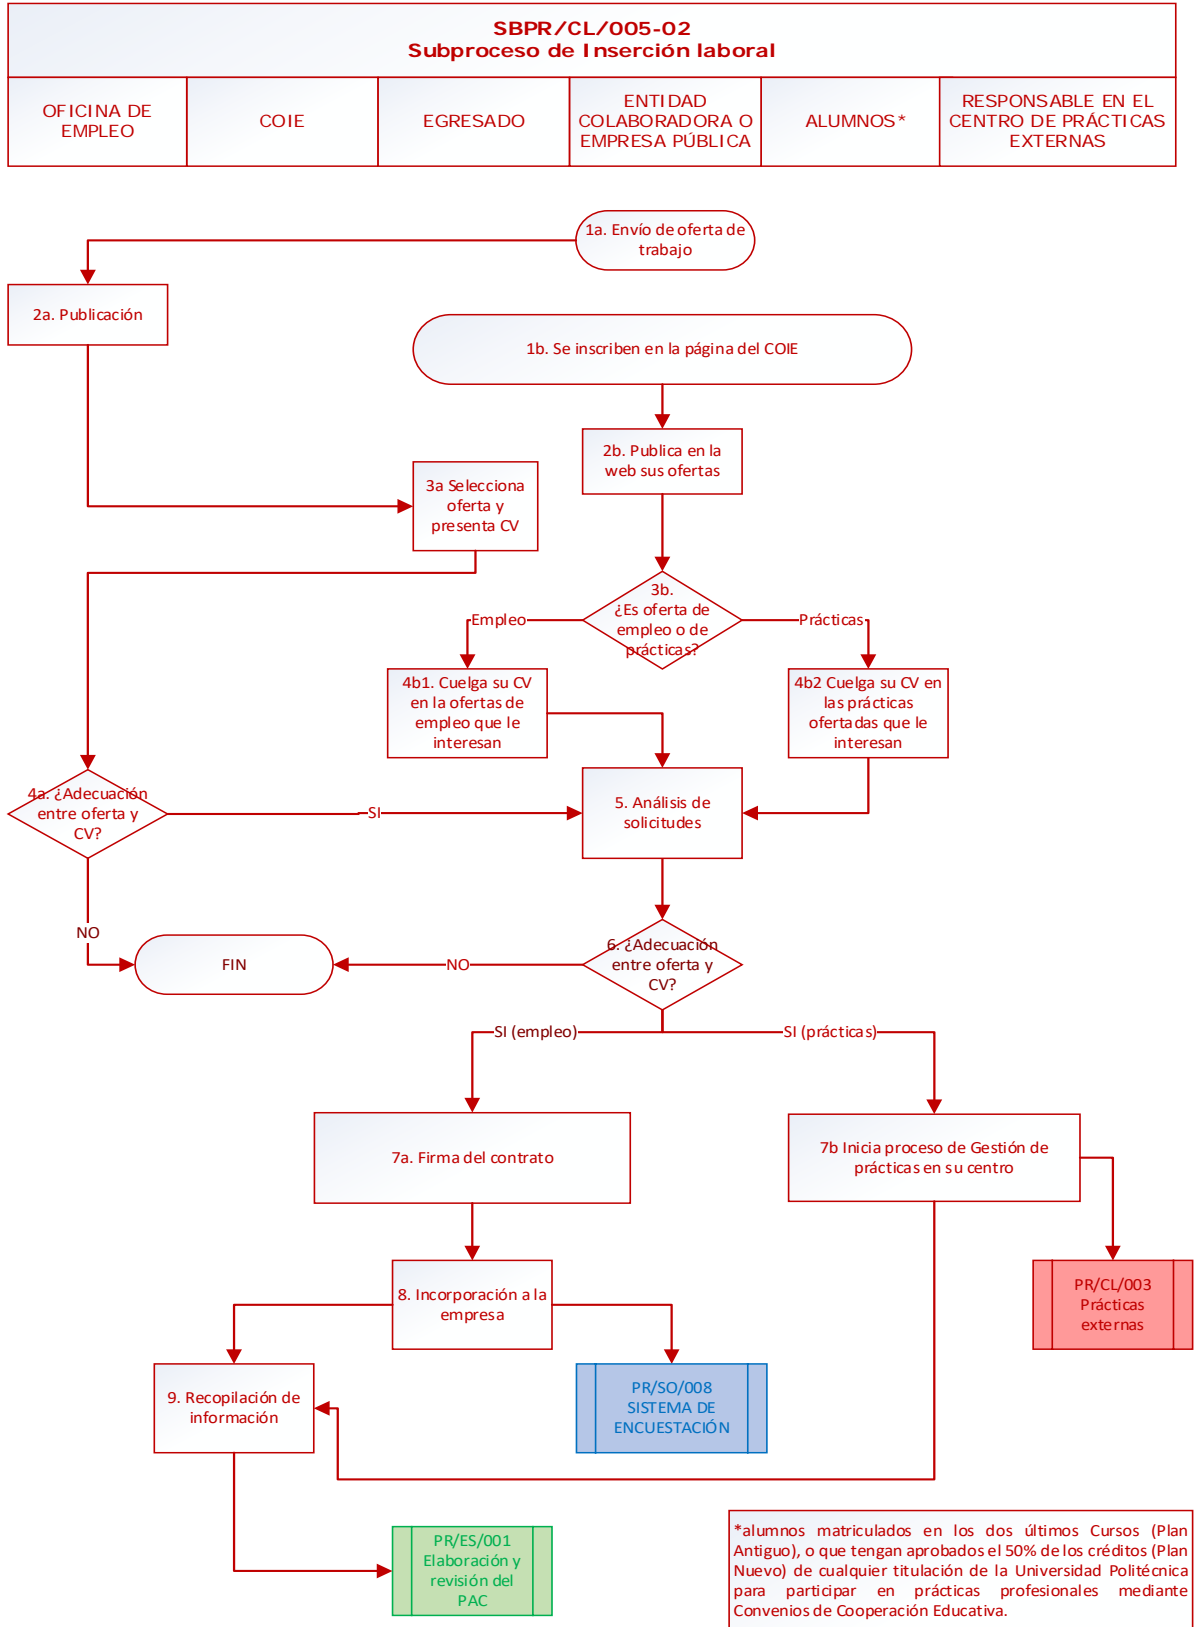 SBPR/CL/005-02
Subproceso de Inserción laboral
OFICINA DE
EMPLEO
COIE
EGRESADO
ENTIDAD
COLABORADORA O
EMPRESA PÚBLICA
ALUMNOS*
RESPONSABLE EN EL
CENTRO DE PRÁCTICAS
EXTERNAS
1a. Envío de oferta de
trabajo
2a. Publicación
1b. Se inscriben en la página del COIE
2b. Publica en la
web sus ofertas
3a Selecciona
oferta y
presenta CV
3b.
¿Es oferta de
empleo o de
prácticas?
Empleo
Prácticas
4b1. Cuelga su CV
en la ofertas de
empleo que le
interesan
4b2 Cuelga su CV en
las prácticas
ofertadas que le
interesan
4a. ¿Adecuación
entre oferta y
CV?
SI
5. Análisis de
solicitudes
NO
FIN
NO
6. ¿Adecuación
entre oferta y
CV?
SI (empleo)
SI (prácticas)
7a. Firma del contrato
7b Inicia proceso de Gestión de
prácticas en su centro
8. Incorporación a la
empresa
PR/CL/003
Prácticas
externas
9. Recopilación de
información
PR/SO/008
SISTEMA DE
ENCUESTACIÓN
PR/ES/001
Elaboración y
revisión del
PAC
*alumnos matriculados en los dos últimos Cursos (Plan
Antiguo), o que tengan aprobados el 50% de los créditos (Plan
Nuevo) de cualquier titulación de la Universidad Politécnica
para participar en prácticas profesionales mediante
Convenios de Cooperación Educativa.